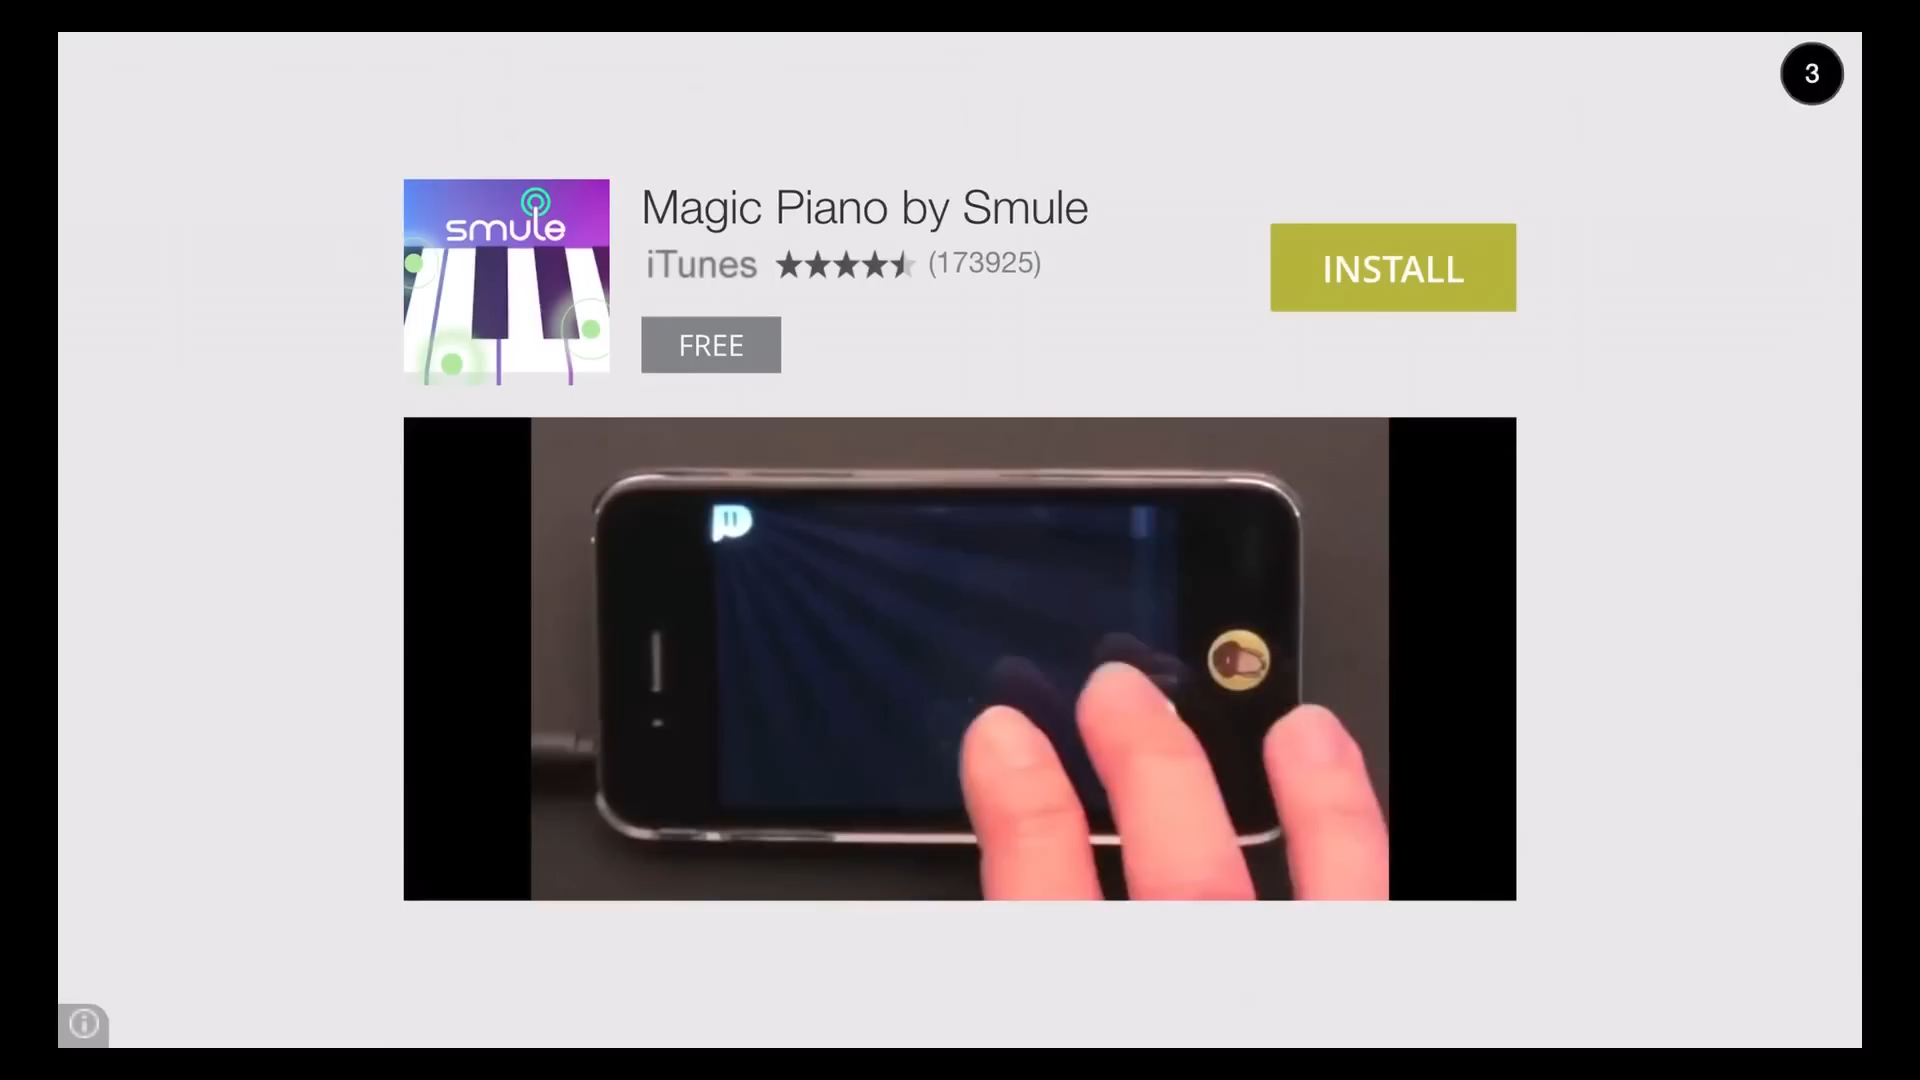 3
smule
Magic Piano by Smule
iTunes (173925)
INSTALL
FREE